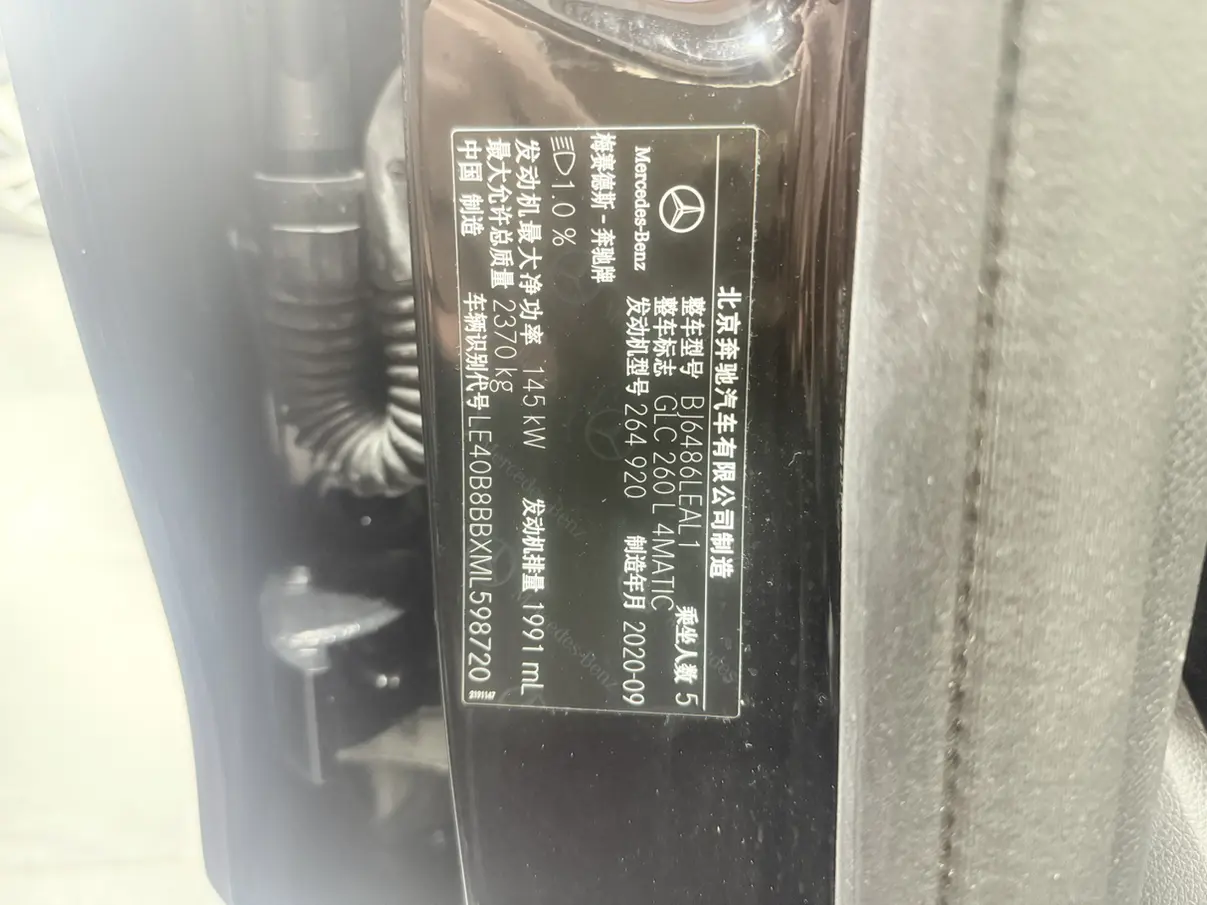 北京奔驰汽车有限公司制造
整车型号 BJ6486LEAL1 乘坐人数 5
整车标志 GLC 260 L 4MATIC
Mercedes-Benz 发动机型号 264 920 制造年月 2020-09
梅赛德斯-奔驰牌
1.0 %
发动机最大净功率 145 kW 发动机排量 1991 mL
最大允许总质量 2370 kg
中国 制造 车辆识别代号 LE40B8BBXML598720
2191147